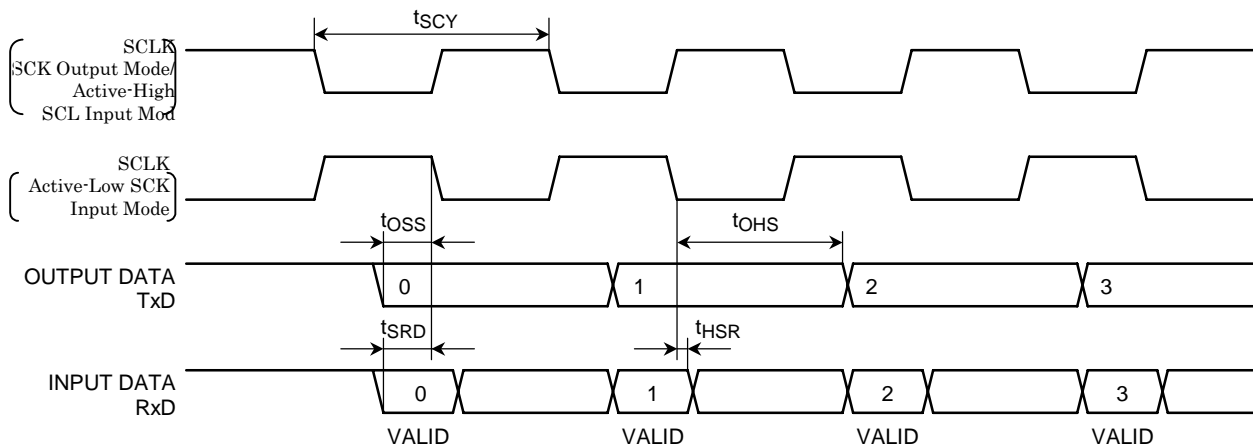 tSCY
SCLK
SCK Output Mode/
Active-High
SCL Input Mod
SCLK
Active-Low SCK
Input Mode
tOSS
tOHS
OUTPUT DATA
TxD
0 1 2 3
tSRD
tHSR
INPUT DATA
RxD
0 1 2 3
VALID VALID VALID VALID